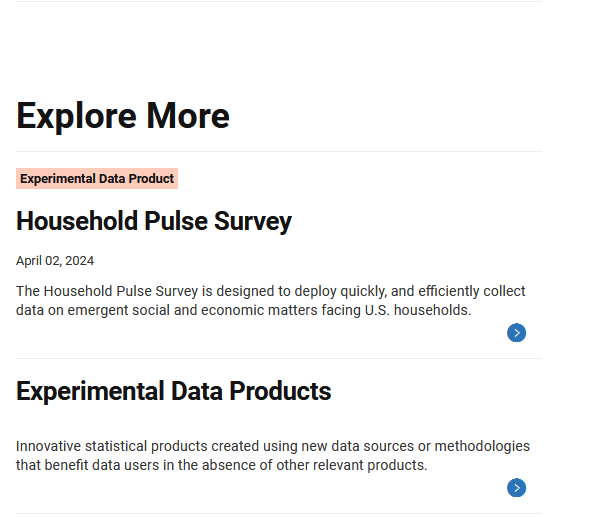 Explore More
Experimental Data Product
Household Pulse Survey
April 02, 2024
The Household Pulse Survey is designed to deploy quickly, and efficiently collect
data on emergent social and economic matters facing U.S. households.
Experimental Data Products
Innovative statistical products created using new data sources or methodologies
that benefit data users in the absence of other relevant products.